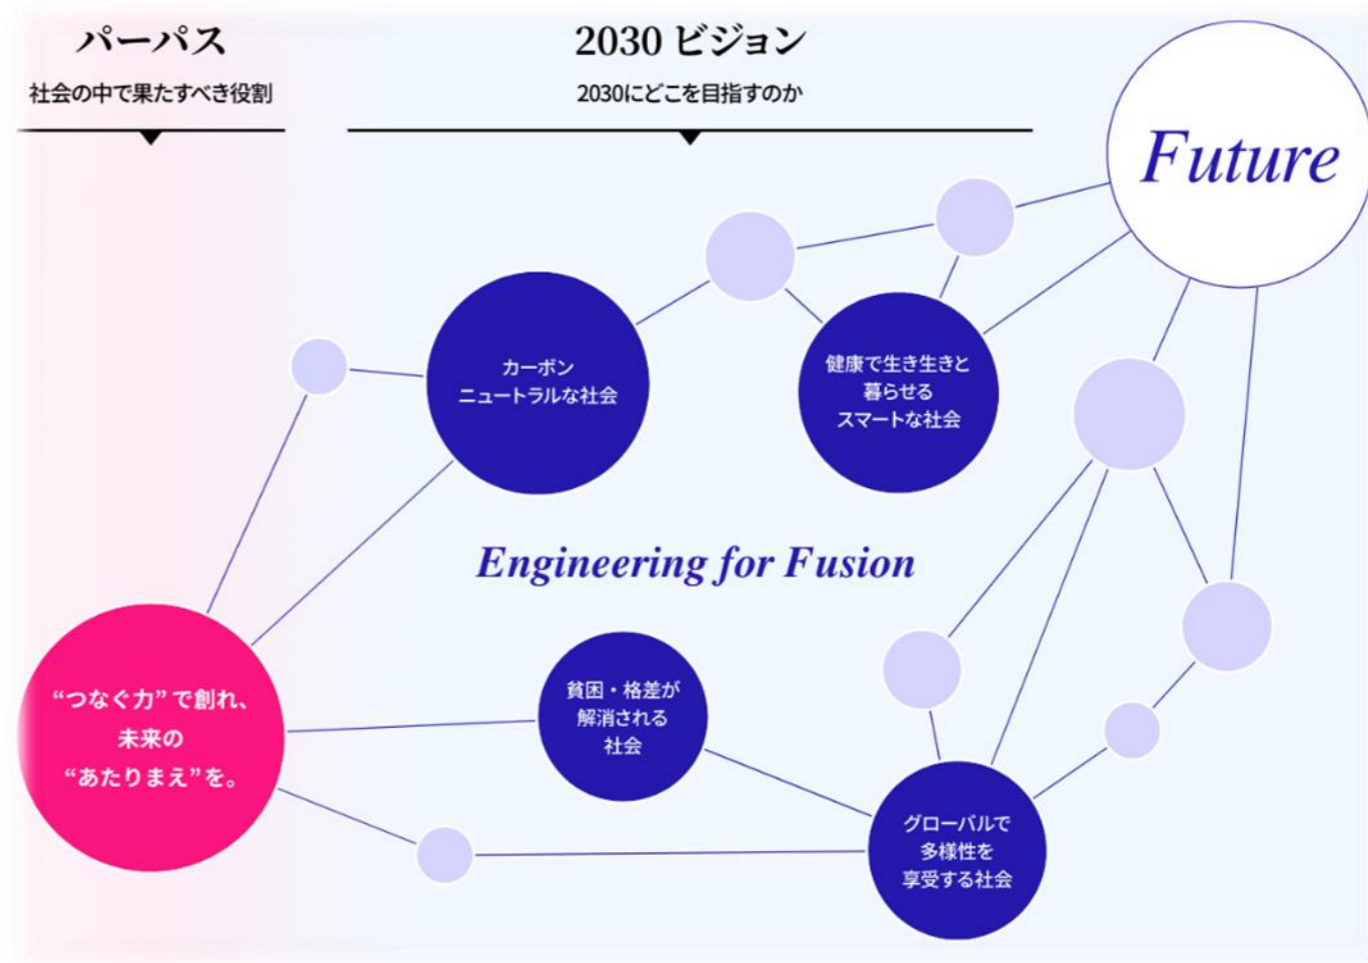 パーパス
社会の中で果たすべき役割
2030 ビジョン
2030にどこを目指すのか
Future
カーボン
ニュートラルな社会
健康で生き生きと
暮らせる
スマートな社会
Engineering for Fusion
“つなぐ力” で創れ、
未来の
“あたりまえ”を。
貧困・格差が
解消される
社会
グローバルで
多様性を
享受する社会